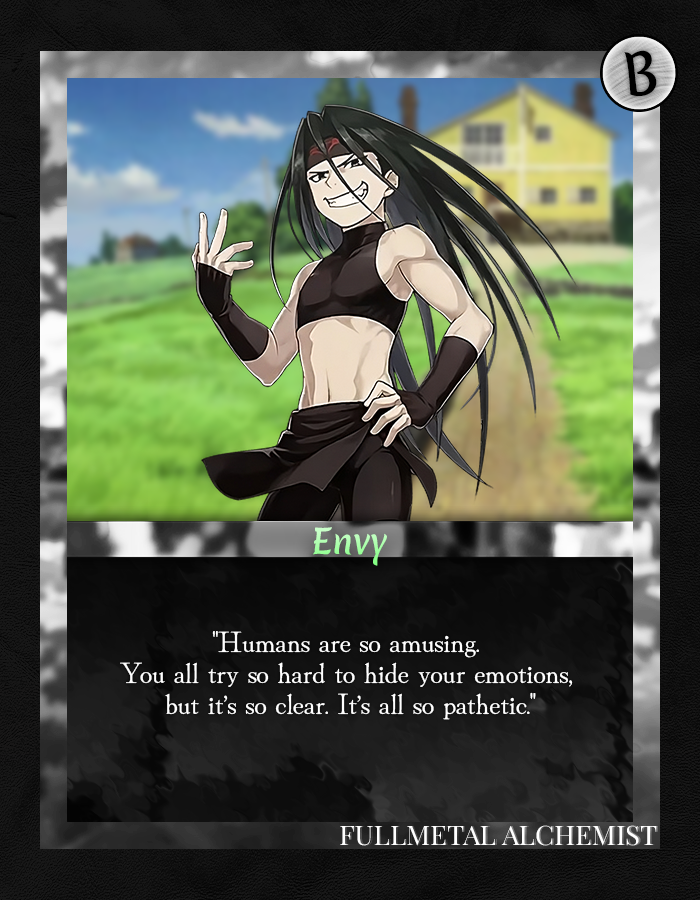 B
Envy
"Humans are so amusing.
You all try so hard to hide your emotions,
but it's so clear. It's all so pathetic."
FULLMETAL ALCHEMIST